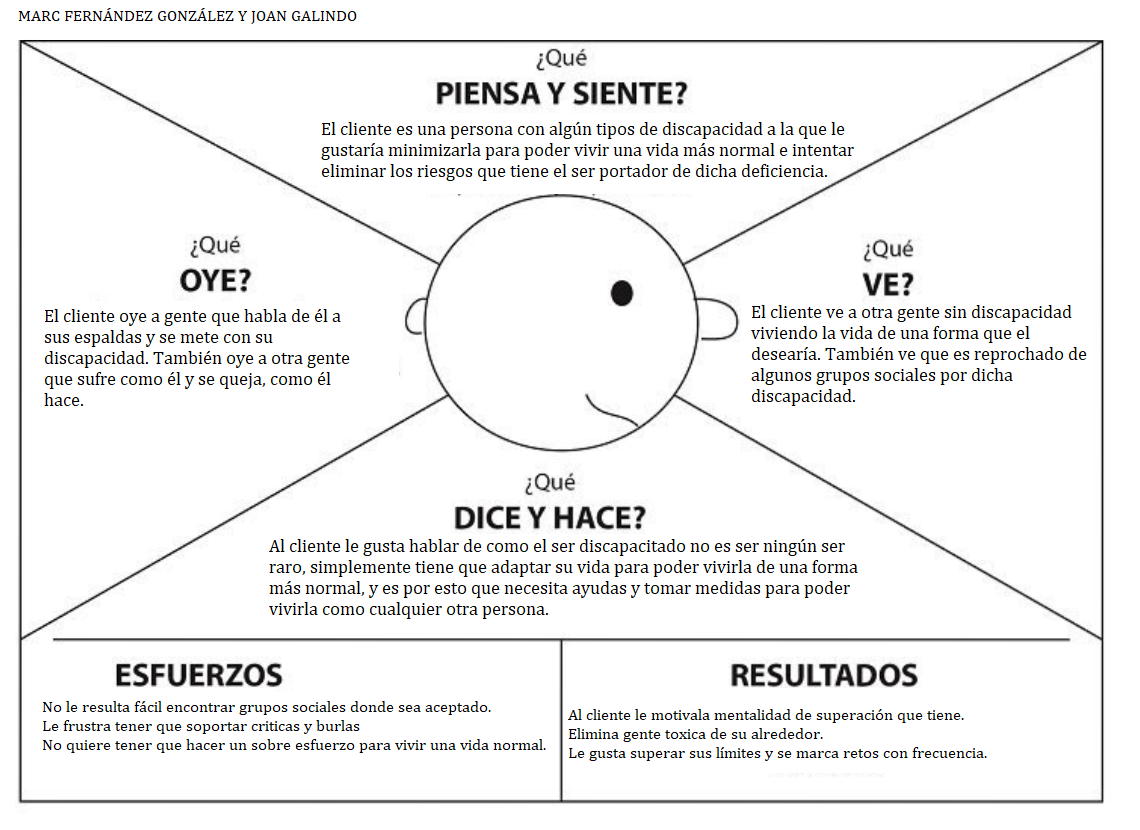 MARC FERNÁNDEZ GONZÁLEZ Y JOAN GALINDO
¿Qué
PIENSA Y SIENTE?
El cliente es una persona con algún tipos de discapacidad a la que le
gustaría minimizarla para poder vivir una vida más normal e intentar
eliminar los riesgos que tiene el ser portador de dicha deficiencia.
¿Qué
OYE?
El cliente oye a gente que habla de él a
sus espaldas y se mete con su
discapacidad. También oye a otra gente
que sufre como él y se queja, como él
hace.
¿Qué
VE?
El cliente ve a otra gente sin discapacidad
viviendo la vida de una forma que el
desearía. También ve que es reprochado de
algunos grupos sociales por dicha
discapacidad.
¿Qué
DICE Y HACE?
Al cliente le gusta hablar de como el ser discapacitado no es ser ningún ser
raro, simplemente tiene que adaptar su vida para poder vivirla de una forma
más normal, y es por esto que necesita ayudas y tomar medidas para poder
vivirla como cualquier otra persona.
ESFUERZOS
No le resulta fácil encontrar grupos sociales donde sea aceptado.
Le frustra tener que soportar criticas y burlas
No quiere tener que hacer un sobre esfuerzo para vivir una vida normal.
RESULTADOS
Al cliente le motivala mentalidad de superación que tiene.
Elimina gente toxica de su alrededor.
Le gusta superar sus límites y se marca retos con frecuencia.